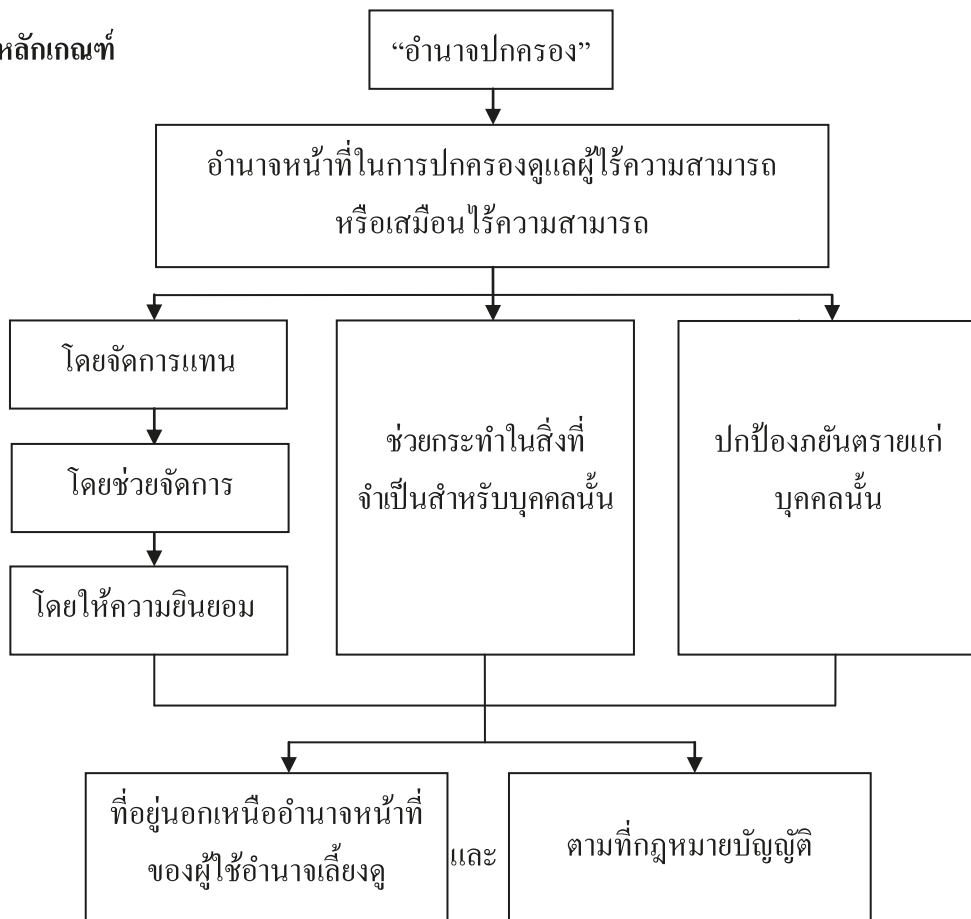 หลักเกณฑ์
“อำนาจปกครอง”
อำนาจหน้าที่ในการปกครองดูแลผู้ไร้ความสามารถ
หรือเสมือนไร้ความสามารถ
โดยจัดการแทน
โดยช่วยจัดการ
โดยให้ความยินยอม
ช่วยกระทำในสิ่งที่
จำเป็นสำหรับบุคคลนั้น
ปกป้องภยันตรายแก่
บุคคลนั้น
ที่อยู่นอกเหนืออำนาจหน้าที่
ของผู้ใช้อำนาจเลี้ยงดู
และ
ตามที่กฎหมายบัญญัติ